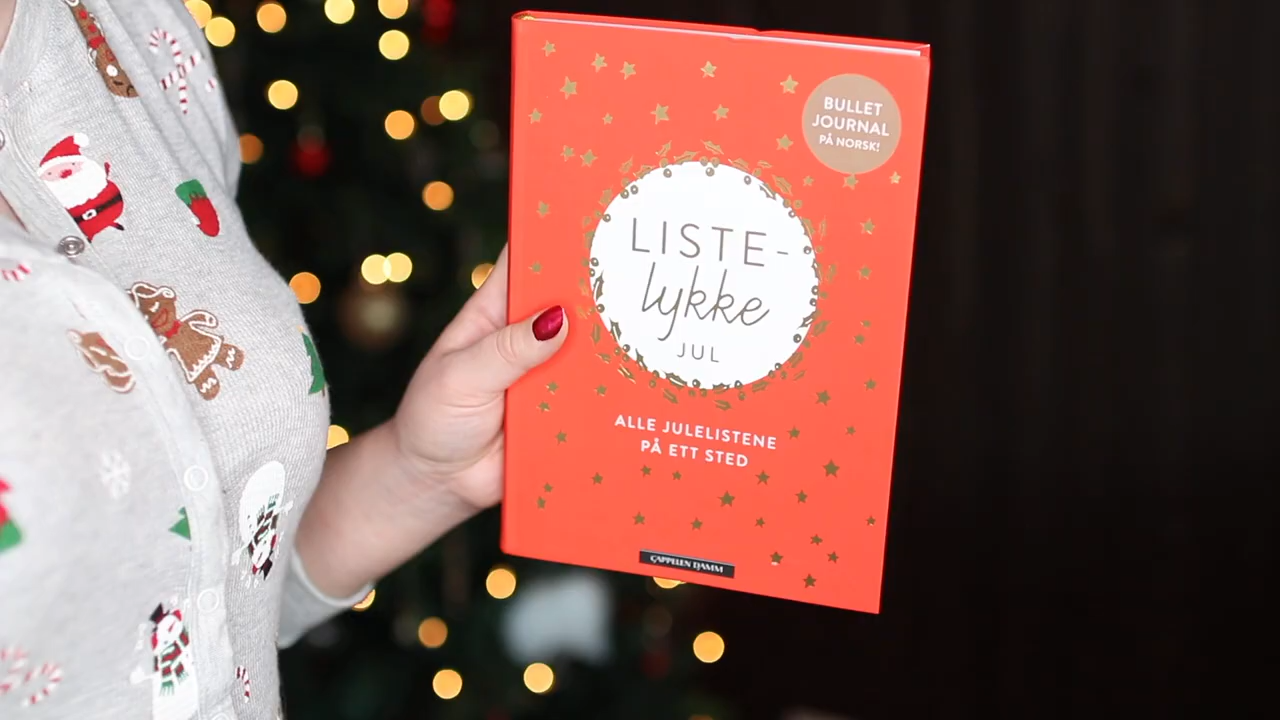 BULLET
JOURNAL
PÅ NORSK!
LISTE-
lykke
JUL
ALLE JULELISTENE
PÅ ETT STED
CAPPELEN DAMM